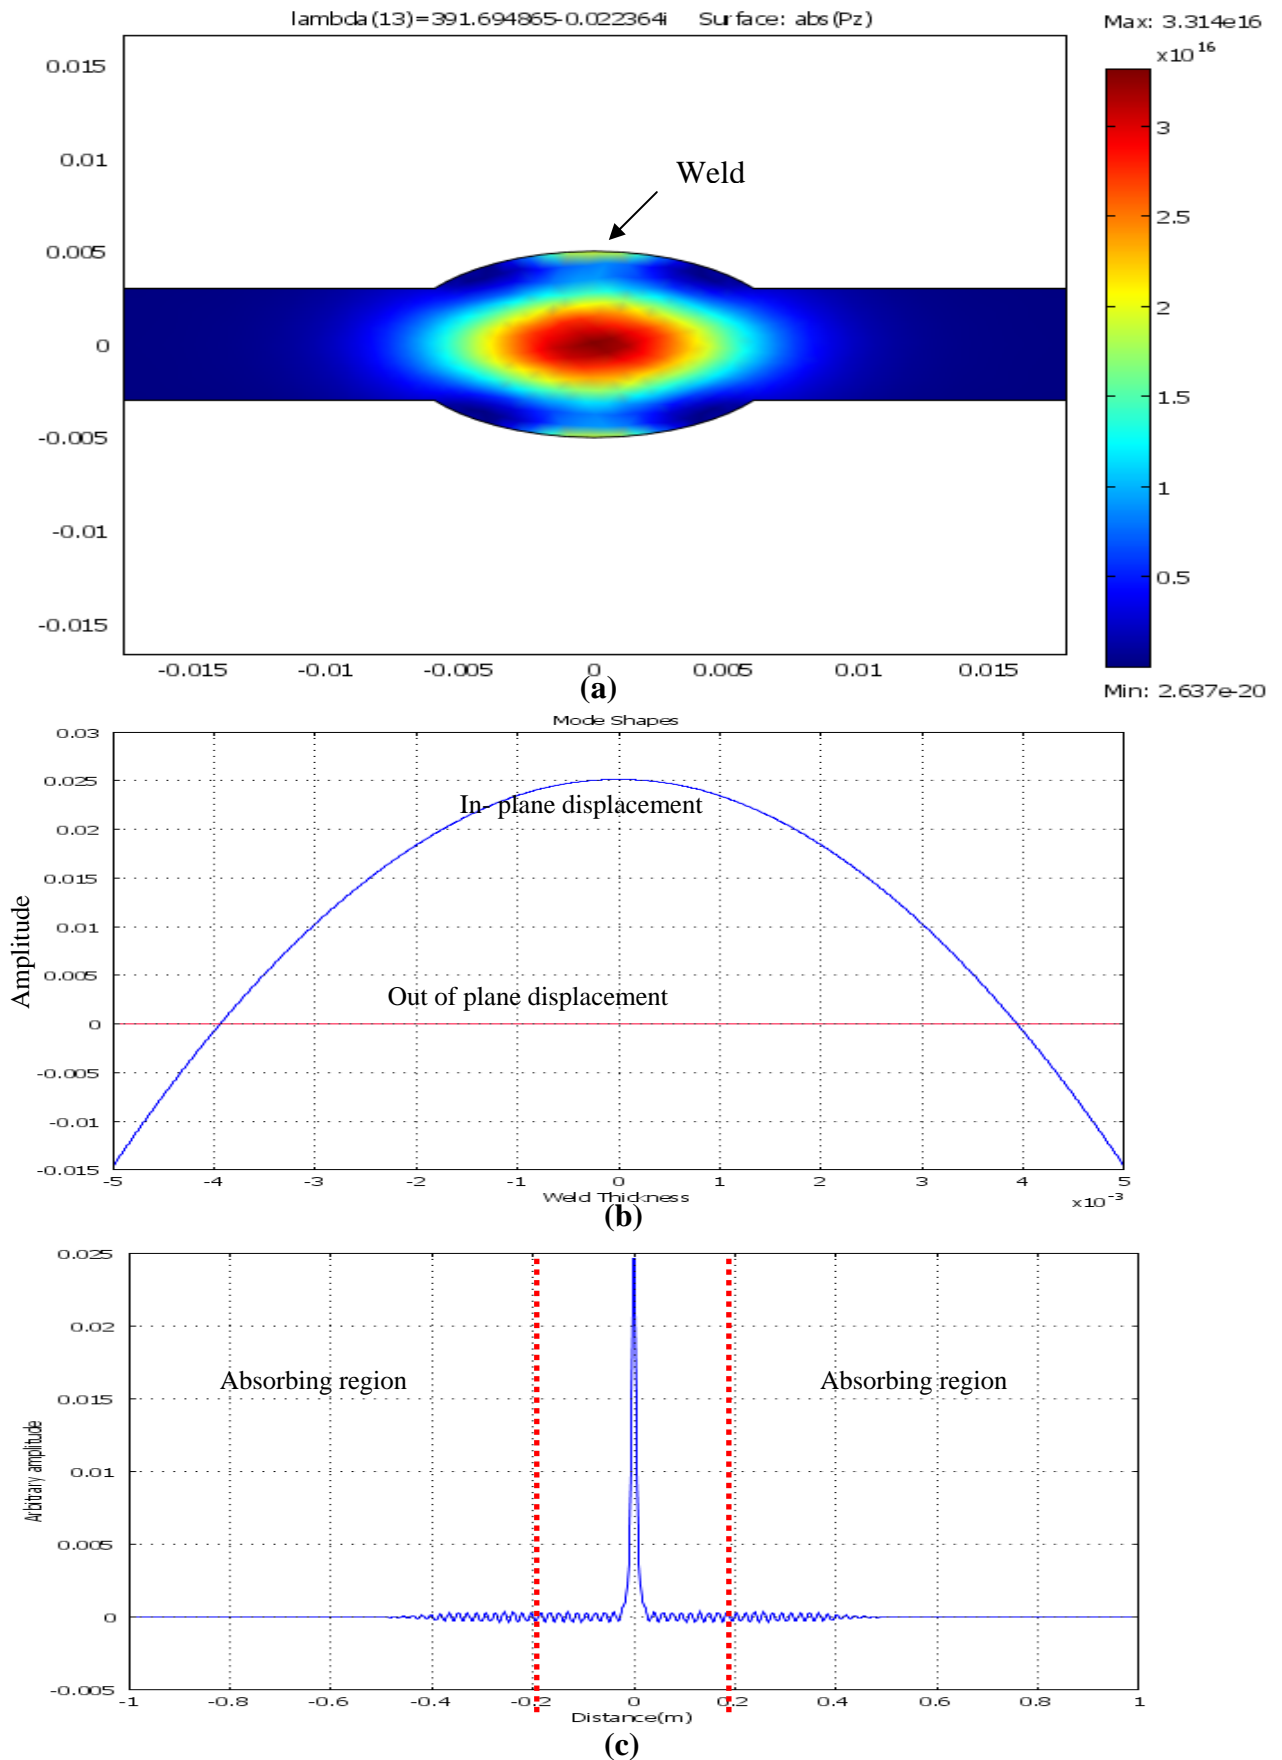 lambda(13)=391.694865-0.022364i Surface: abs(Pz) Max: 3.314e16
x10 16
0.015
0.01
0.005
0
-0.005
-0.01
-0.015
Weld
3
2.5
2
1.5
1
0.5
-0.015 -0.01 -0.005 0 0.005 0.01 0.015
Min: 2.637e-20
(a)
Mode Shapes
0.03
0.025
0.02
0.015
0.01
0.005
0
-0.005
-0.01
-0.015
Amplitude
In- plane displacement
Out of plane displacement
-5 -4 -3 -2 -1 0 1 2 3 4 5
Weld Thickness x10 -3
(b)
0.025
0.02
0.015
0.01
0.005
0
-0.005
Arbitrary amplitude
Absorbing region Absorbing region
-1 -0.8 -0.6 -0.4 -0.2 0 0.2 0.4 0.6 0.8 1
Distance(m)
(c)